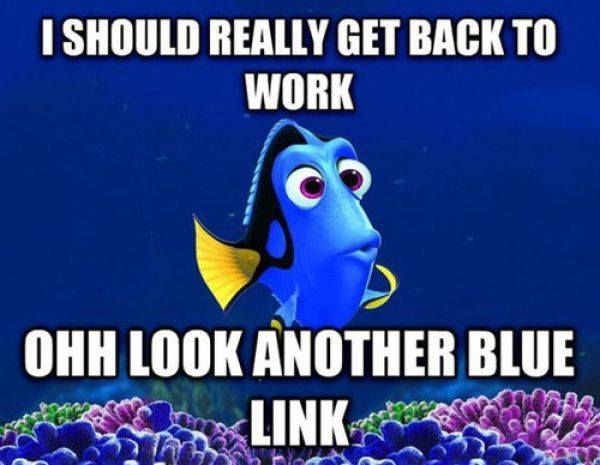 I SHOULD REALLY GET BACK TO
WORK
OHH LOOK ANOTHER BLUE
LINK